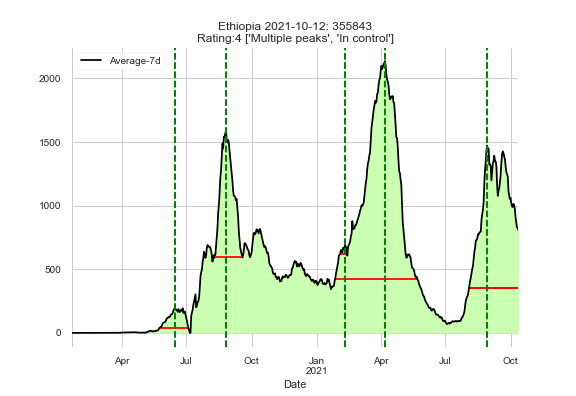 Ethiopia 2021-10-12: 355843
Rating:4 ['Multiple peaks', 'In control']
Average-7d
2000
1500
1000
500
0
Apr Jul Oct Jan Apr Jul Oct
2021
Date